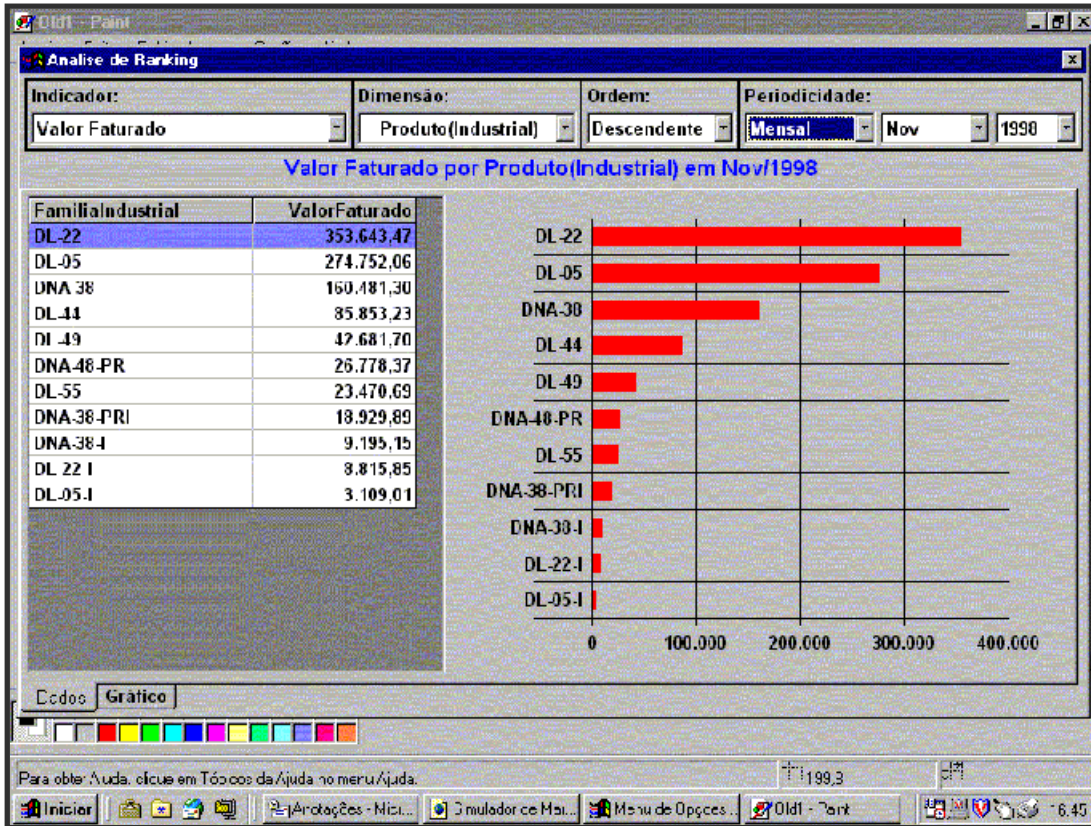 Old1 - Paint
Analise de Ranking
Indicador: Dimensão: Ordem: Periodicidade:
Valor Faturado Produto(Industrial) Descendente Mensal Nov 1998
Valor Faturado por Produto(Industrial) em Nov/1998
FamiliaIndustrial ValorFaturado
DL-22 353.643,47
DL-05 274.752,06
DNA-38 160.481,30
DL-44 85.853,23
DL-49 42.681,70
DNA-48-PR 26.778,37
DL-55 23.470,69
DNA-38-PRI 18.929,89
DNA-38-I 9.195,15
DL-22-I 8.815,85
DL-05-I 3.109,01
DL-22
DL-05
DNA-38
DL-44
DL-49
DNA-48-PR
DL-55
DNA-38-PRI
DNA-38-I
DL-22-I
DL-05-I
0 100.000 200.000 300.000 400.000
Dados Gráfico
Para obter Ajuda, clique em Tópicos da Ajuda no menu Ajuda. 199,3
Iniciar Anotações - Micr... Simulador de Mar... Menu de Opções... Old1 - Paint 16:45